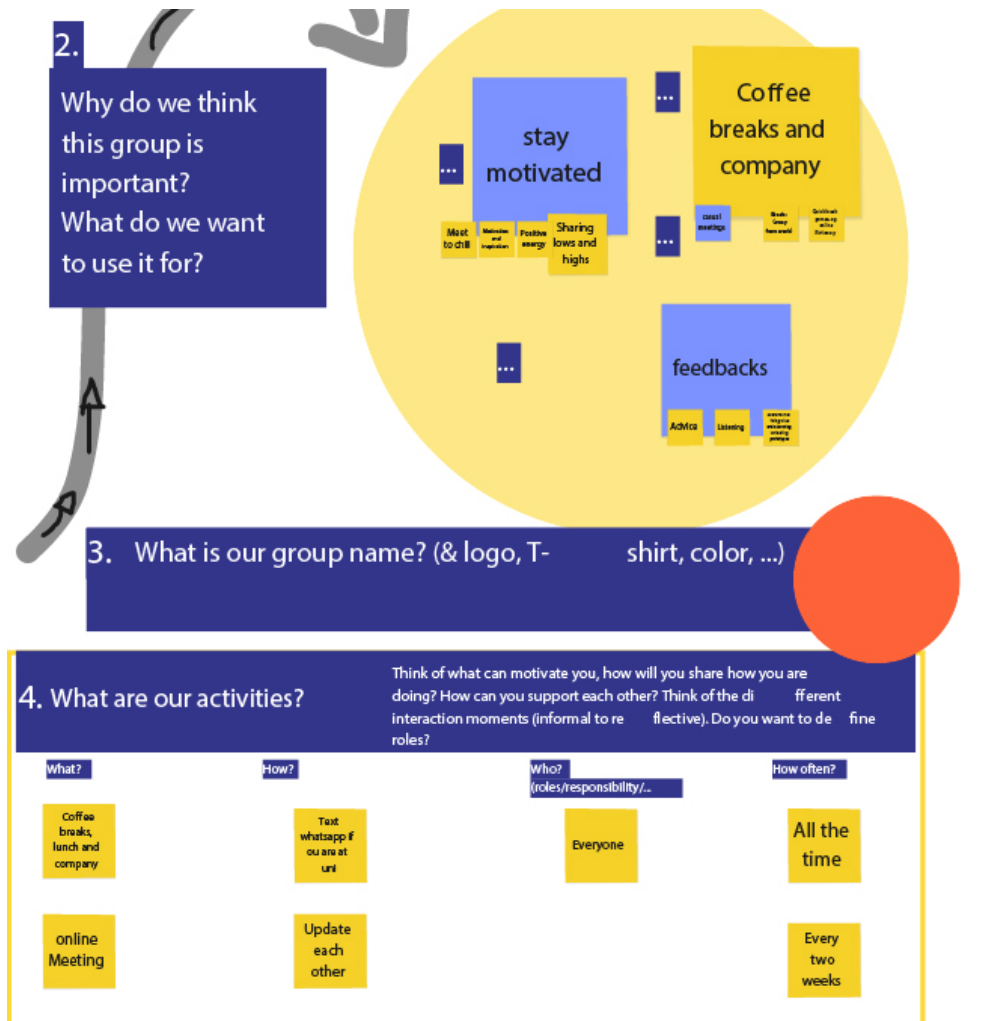 2.
Why do we think
this group is
important?
What do we want
to use it for?
...
stay
motivated
Meet
to chill
Motivation
and
inspiration
Positive
energy
Sharing
lows and
highs
...
Coffee
breaks and
company
...
casual
meetings
Breaks
...
feedbacks
Advice
Listening
3. What is our group name? (& logo, T- shirt, color, ...)
4. What are our activities?
Think of what can motivate you, how will you share how you are
doing? How can you support each other? Think of the di fferent
interaction moments (informal to re flective). Do you want to de fine
roles?
What?
How?
Who?
(roles/responsibility/...
How often?
Coffee
breaks,
lunch and
company
Text
whatsapp if
ou are at
uni
Everyone
All the
time
online
Meeting
Update
each
other
Every
two
weeks